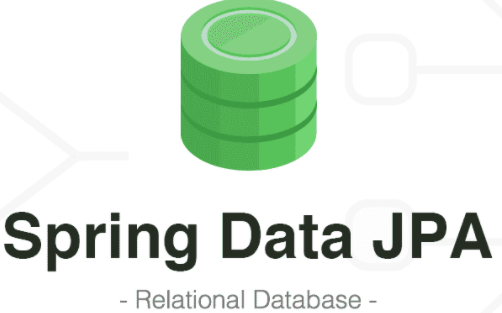 Spring Data JPA
- Relational Database -